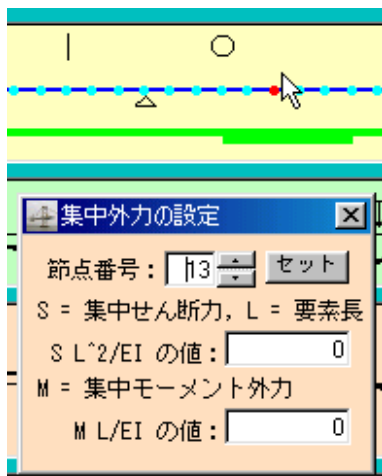 集中外力の設定
節点番号： 13 セット
S = 集中せん断力, L = 要素長
S L^2/EI の値： 0
M = 集中モーメント外力
M L/EI の値： 0